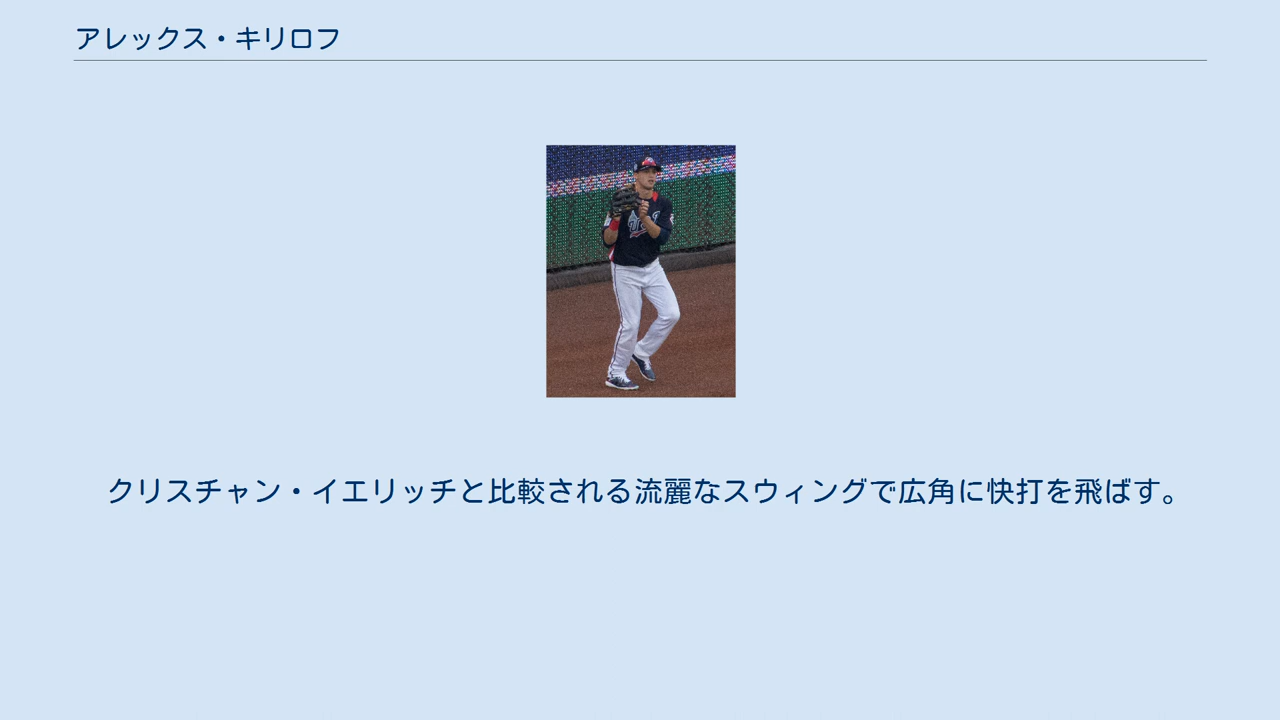 アレックス・キリロフ
クリスチャン・イエリッチと比較される流麗なスウィングで広角に快打を飛ばす。